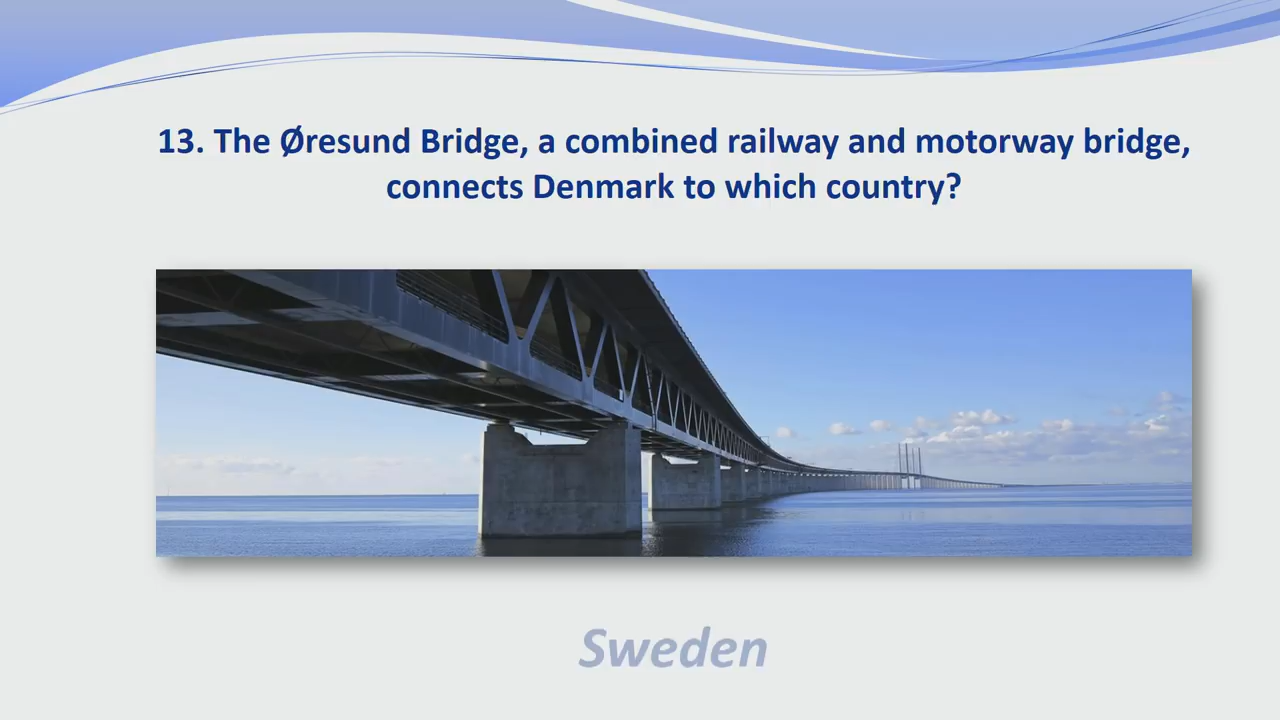 13. The Øresund Bridge, a combined railway and motorway bridge,
connects Denmark to which country?
Sweden